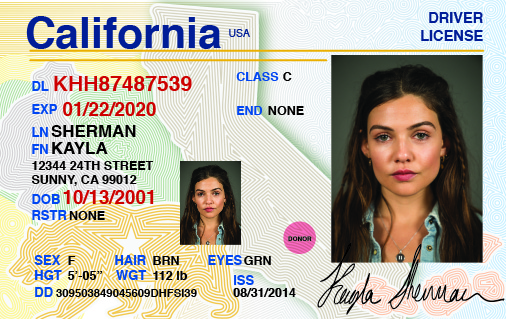 California USA
DRIVER
LICENSE
DL KHH87487539
CLASS C
EXP 01/22/2020
END NONE
LN SHERMAN
FN KAYLA
12344 24TH STREET
SUNNY, CA 99012
DOB 10/13/2001
RSTR NONE
DONOR
SEX F HAIR BRN EYES GRN
HGT 5'-05" WGT 112 lb ISS
DD 309503849045609DHFSI39 08/31/2014
Kayla Sherman